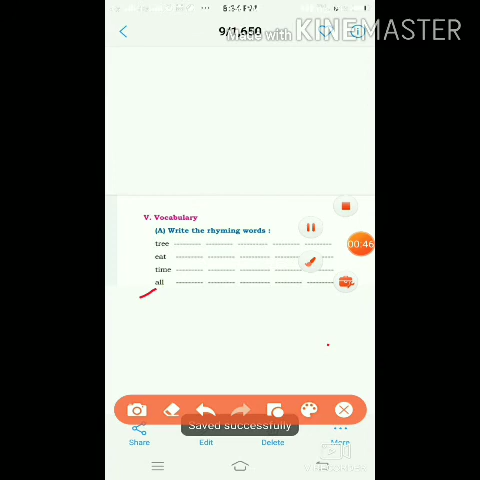 Made with KINEMASTER
9/1,650
V. Vocabulary
(A) Write the rhyming words :
00:46
tree ---------- ---------- ---------- ---------- ----------
eat ---------- ---------- ---------- ---------- ----------
time ---------- ---------- ---------- ---------- ----------
all ---------- ---------- ---------- ---------- ----------
Saved successfully
Share Edit Delete More